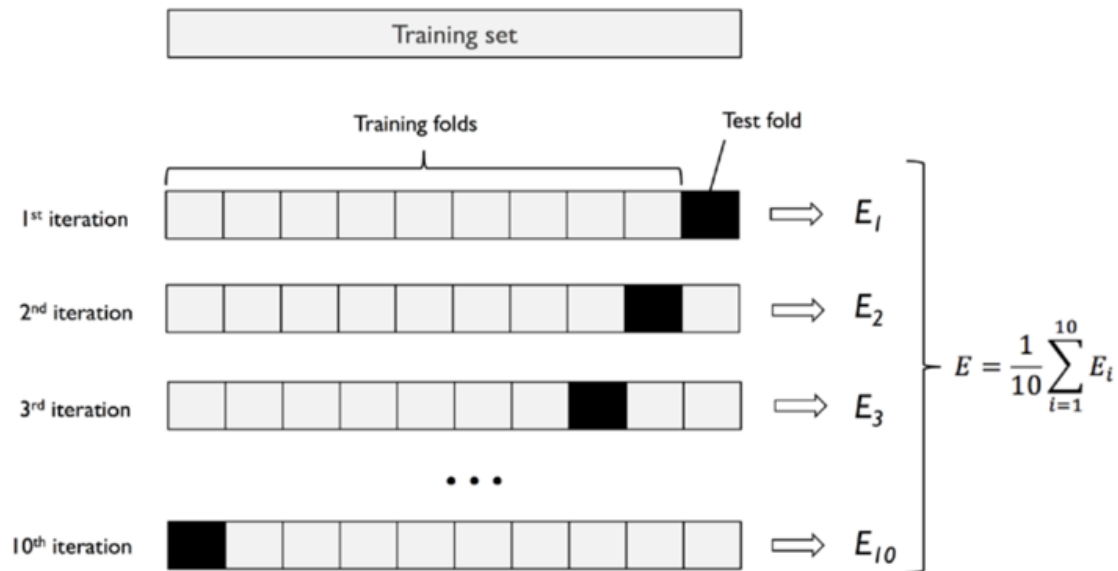 Training set
Training folds
Test fold
1st iteration
E1
2nd iteration
E2
3rd iteration
E3
E = 1/10 ∑ i=1 10 Ei
• • •
10th iteration
E10